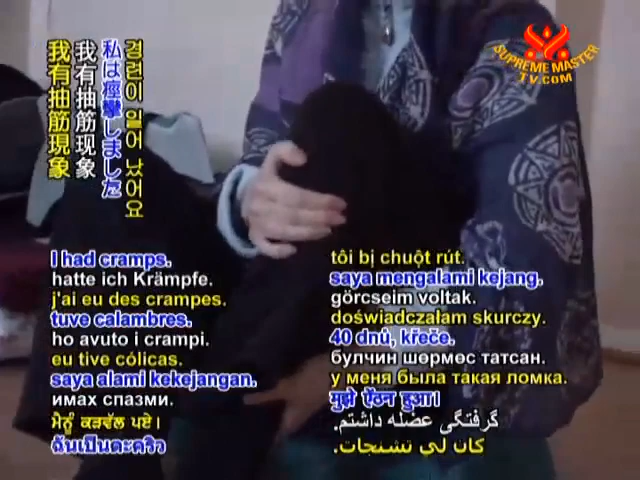 SUPREME MASTER
TV.COM
我有抽筋現象
我有抽筋现象
私は痙攣しました
경련이 일어 났어요
I had cramps.
hatte ich Krämpfe.
j'ai eu des crampes.
tuve calambres.
ho avuto i crampi.
eu tive cólicas.
saya alami kekejangan.
имах спазми.
ਮੈਨੂੰ ਕੜਵੱਲ ਪਏ।
ฉันเป็นตะคริว
tôi bị chuột rút.
saya mengalami kejang.
görcseim voltak.
doświadczałam skurczy.
40 dnů, křeče.
булчин шөрмөс татсан.
у меня была такая ломка.
मुझे ऐंठन हुआ।
گرفتگی عضله داشتم.
كان لي تشنجات.